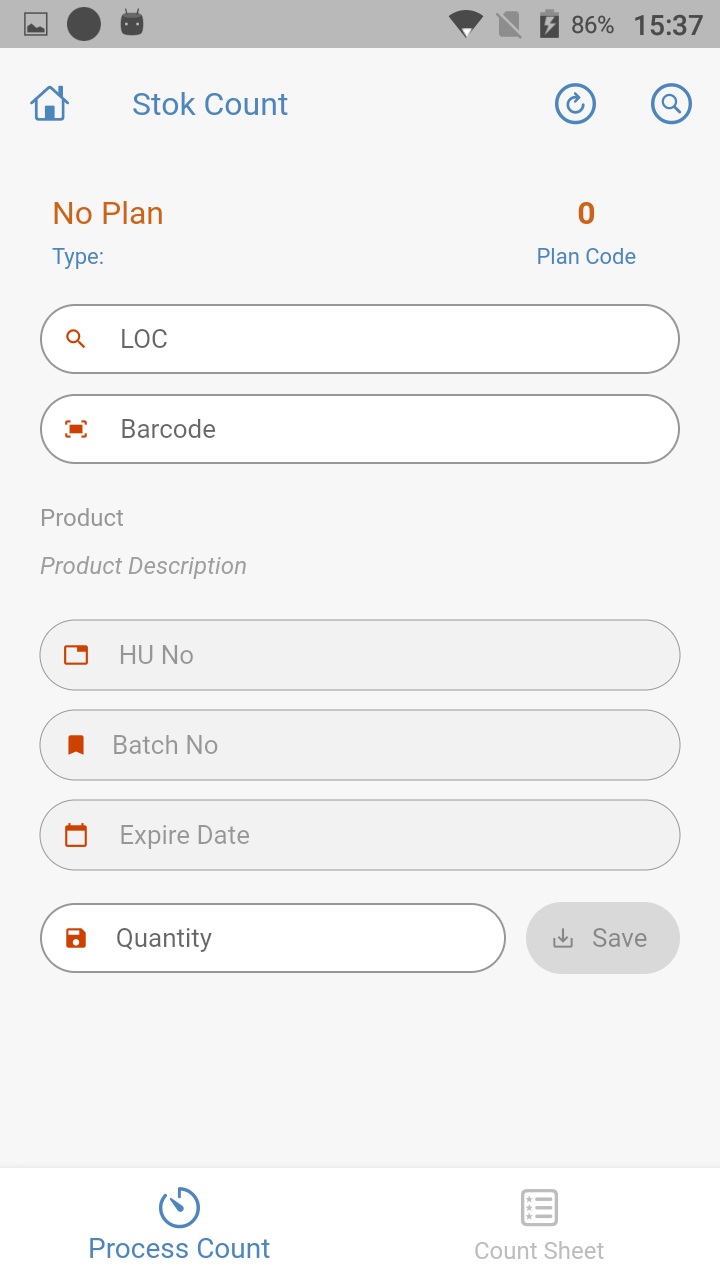 86% 15:37
Stok Count
No Plan 0
Type: Plan Code
LOC
Barcode
Product
Product Description
HU No
Batch No
Expire Date
Quantity Save
Process Count Count Sheet